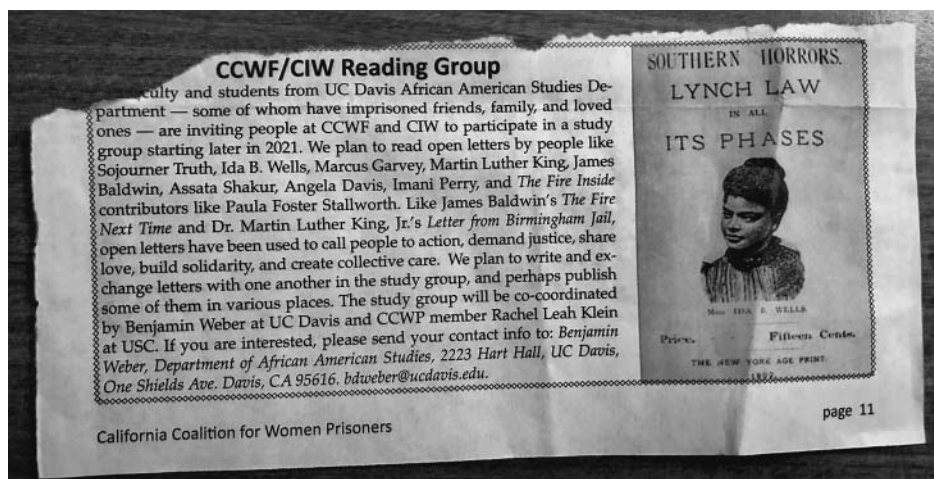 CCWF/CIW Reading Group
culty and students from UC Davis African American Studies De-
partment — some of whom have imprisoned friends, family, and loved
ones — are inviting people at CCWF and CIW to participate in a study
group starting later in 2021. We plan to read open letters by people like
Sojourner Truth, Ida B. Wells, Marcus Garvey, Martin Luther King, James
Baldwin, Assata Shakur, Angela Davis, Imani Perry, and The Fire Inside
contributors like Paula Foster Stallworth. Like James Baldwin's The Fire
Next Time and Dr. Martin Luther King, Jr.'s Letter from Birmingham Jail,
open letters have been used to call people to action, demand justice, share
love, build solidarity, and create collective care. We plan to write and ex-
change letters with one another in the study group, and perhaps publish
some of them in various places. The study group will be co-coordinated
by Benjamin Weber at UC Davis and CCWP member Rachel Leah Klein
at USC. If you are interested, please send your contact info to: Benjamin
Weber, Department of African American Studies, 2223 Hart Hall, UC Davis,
One Shields Ave. Davis, CA 95616. bdweber@ucdavis.edu.
SOUTHERN HORRORS.
LYNCH LAW
IN ALL
ITS PHASES
Miss IDA B. WELLS
Price. Fifteen Cents.
THE NEW YORK AGE PRINT.
1892
California Coalition for Women Prisoners
page 11